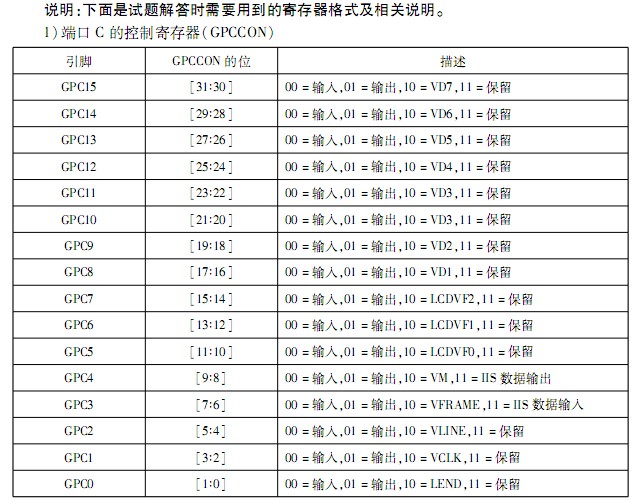 说明:下面是试题解答时需要用到的寄存器格式及相关说明。
1)端口 C 的控制寄存器(GPCCON)
引脚 GPCCON 的位 描述
GPC15 [31:30] 00 =输入,01 =输出,10 = VD7,11 =保留
GPC14 [29:28] 00 =输入,01 =输出,10 = VD6,11 =保留
GPC13 [27:26] 00 =输入,01 =输出,10 = VD5,11 =保留
GPC12 [25:24] 00 =输入,01 =输出,10 = VD4,11 =保留
GPC11 [23:22] 00 =输入,01 =输出,10 = VD3,11 =保留
GPC10 [21:20] 00 =输入,01 =输出,10 = VD3,11 =保留
GPC9 [19:18] 00 =输入,01 =输出,10 = VD2,11 =保留
GPC8 [17:16] 00 =输入,01 =输出,10 = VD1,11 =保留
GPC7 [15:14] 00 =输入,01 =输出,10 = LCDVF2,11 =保留
GPC6 [13:12] 00 =输入,01 =输出,10 = LCDVF1,11 =保留
GPC5 [11:10] 00 =输入,01 =输出,10 = LCDVF0,11 =保留
GPC4 [9:8] 00 =输入,01 =输出,10 = VM,11 = IIS 数据输出
GPC3 [7:6] 00 =输入,01 =输出,10 = VFRAME,11 = IIS 数据输入
GPC2 [5:4] 00 =输入,01 =输出,10 = VLINE,11 =保留
GPC1 [3:2] 00 =输入,01 =输出,10 = VCLK,11 =保留
GPC0 [1:0] 00 =输入,01 =输出,10 = LEND,11 =保留